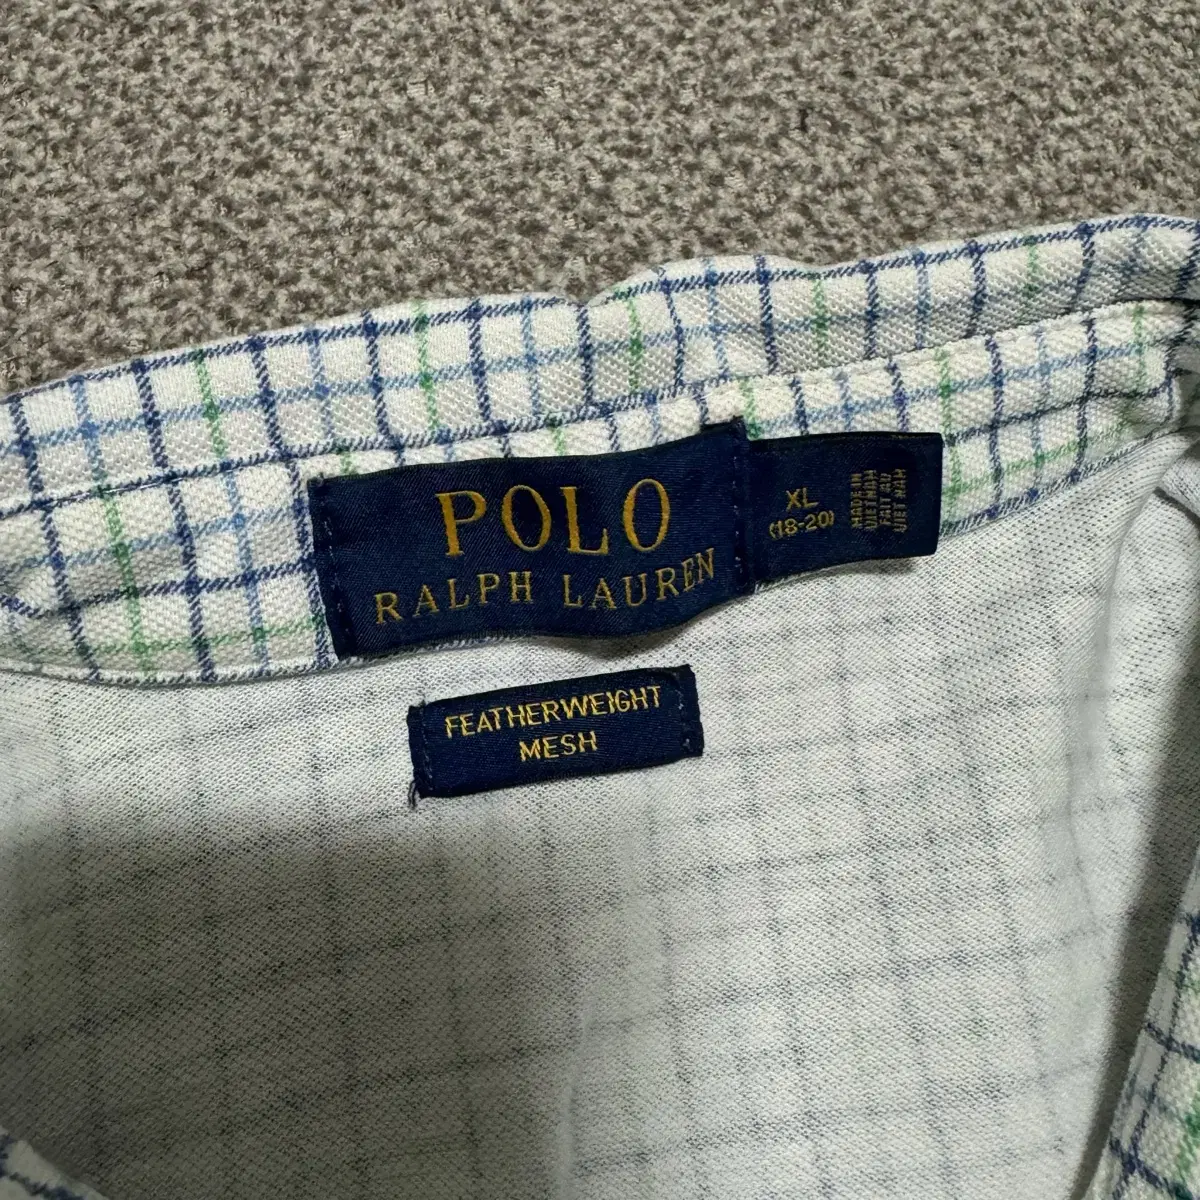 POLO
RALPH LAUREN
XL
(18-20)
MADE IN
VIETNAM
FAIT AU
VIET NAM
FEATHERWEIGHT
MESH